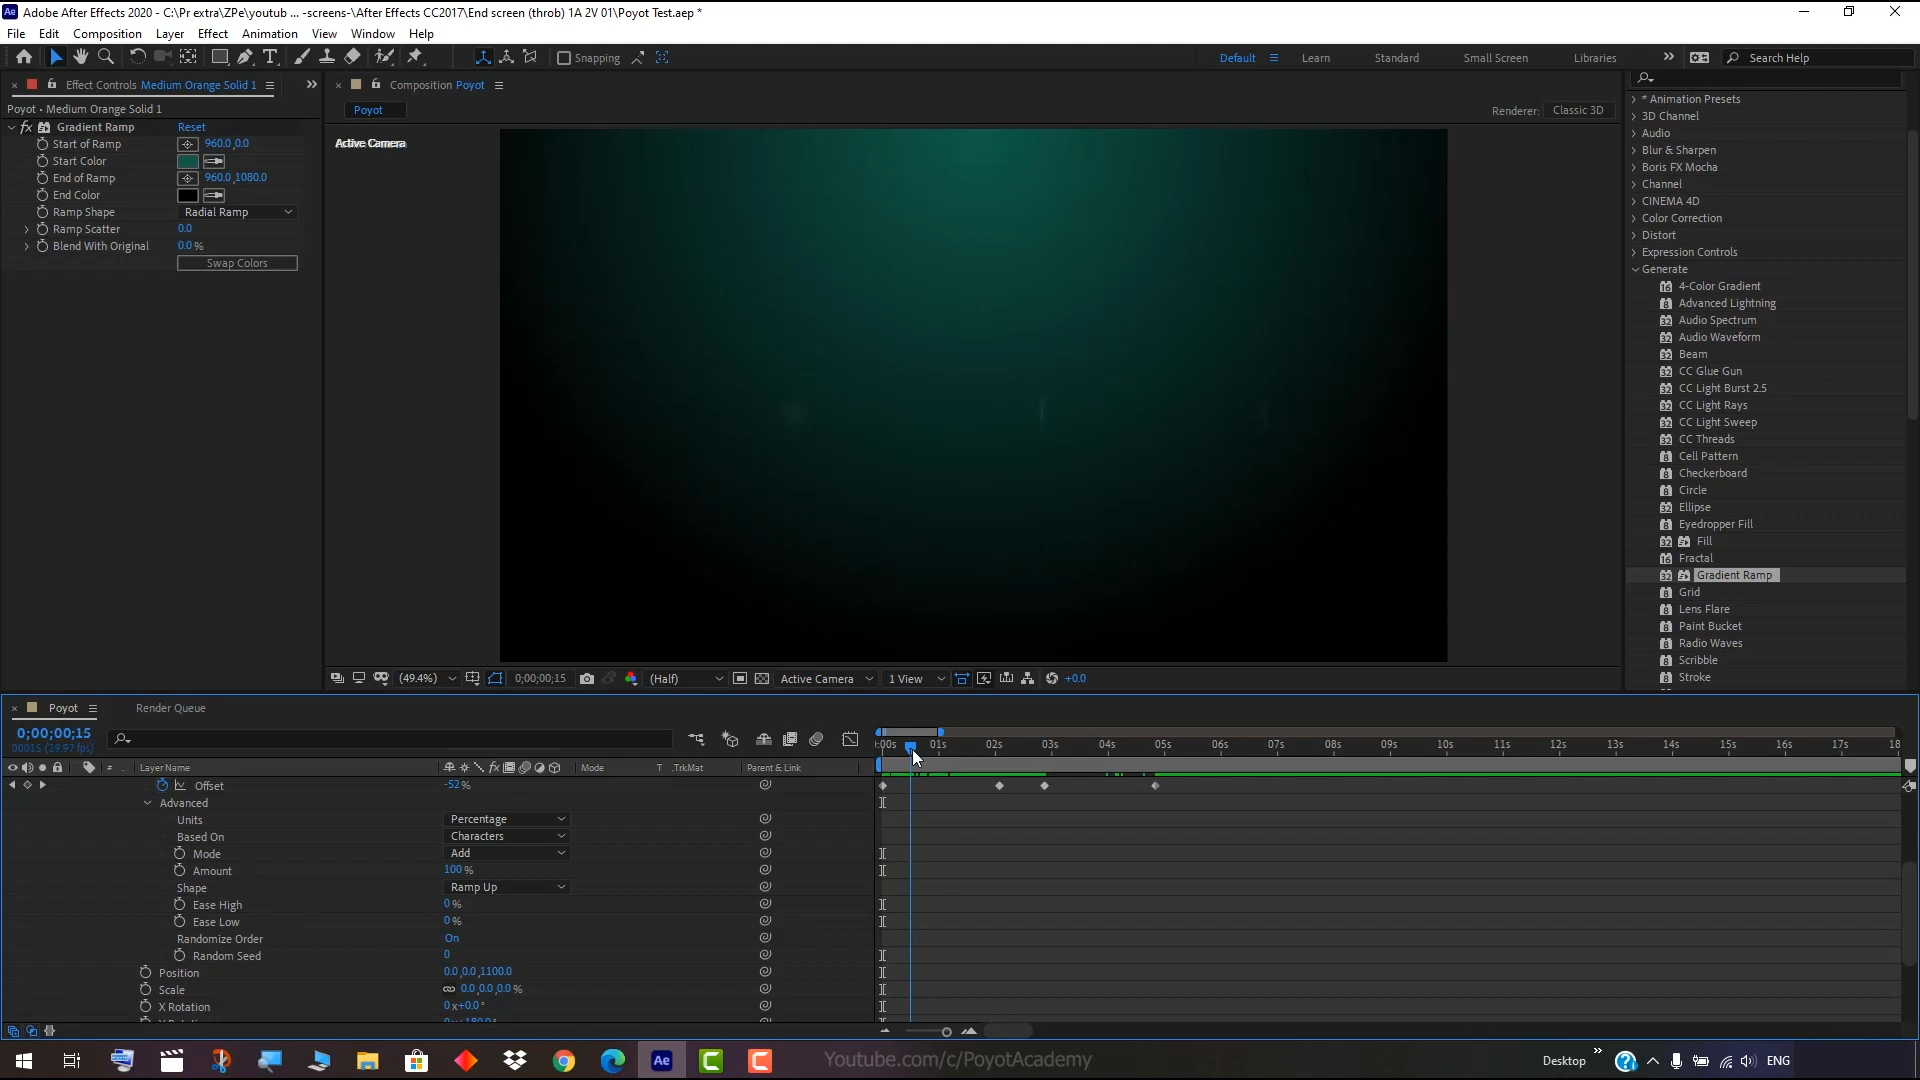 Adobe After Effects 2020 - C:\Pr extra\ZPe\youtub ... -screens-\After Effects CC2017\End screen (throb) 1A 2V 01\Poyot Test.aep *
File Edit Composition Layer Effect Animation View Window Help
Snapping
Default Learn Standard Small Screen Libraries Search Help
Effect Controls Medium Orange Solid 1
Composition Poyot
Poyot • Medium Orange Solid 1
Poyot
Renderer: Classic 3D
fx Gradient Ramp Reset
Start of Ramp 960.0,0.0
Start Color
End of Ramp 960.0,1080.0
End Color
Ramp Shape Radial Ramp
Ramp Scatter 0.0
Blend With Original 0.0 %
Swap Colors
Active Camera
* Animation Presets
3D Channel
Audio
Blur & Sharpen
Boris FX Mocha
Channel
CINEMA 4D
Color Correction
Distort
Expression Controls
Generate
4-Color Gradient
Advanced Lightning
Audio Spectrum
Audio Waveform
Beam
CC Glue Gun
CC Light Burst 2.5
CC Light Rays
CC Light Sweep
CC Threads
Cell Pattern
Checkerboard
Circle
Ellipse
Eyedropper Fill
Fill
Fractal
Gradient Ramp
Grid
Lens Flare
Paint Bucket
Radio Waves
Scribble
Stroke
(49.4%) 0;00;00;15 (Half) Active Camera 1 View +0.0
Poyot Render Queue
0;00;00;15
00015 (29.97 fps)
:00s 01s 02s 03s 04s 05s 06s 07s 08s 09s 10s 11s 12s 13s 14s 15s 16s 17s 18
# Layer Name fx Mode T .TrkMat Parent & Link
Offset -52%
Advanced
Units Percentage
Based On Characters
Mode Add
Amount 100 %
Shape Ramp Up
Ease High 0 %
Ease Low 0 %
Randomize Order On
Random Seed 0
Position 0.0,0.0,1100.0
Scale 0.0,0.0,0.0 %
X Rotation 0 x+0.0 °
Youtube.com/c/PoyotAcademy
Desktop ENG